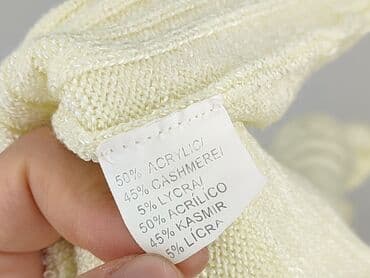 50% ACRYLIC/
45% CASHMERE/
5% LYCRA/
50% ACRILICO
45% KASMIR
5% LICRA